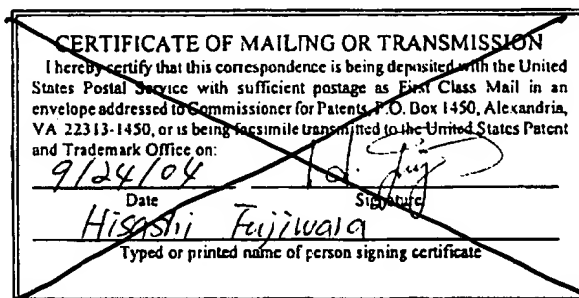 CERTIFICATE OF MAILING OR TRANSMISSION
I hereby certify that this correspondence is being deposited with the United
States Postal Service with sufficient postage as First Class Mail in an
envelope addressed to Commissioner for Patents, P.O. Box 1450, Alexandria,
VA 22313-1450, or is being facsimile transmitted to the United States Patent
and Trademark Office on:
9/24/04
Date Signature
Hisashi Fujiwara
Typed or printed name of person signing certificate